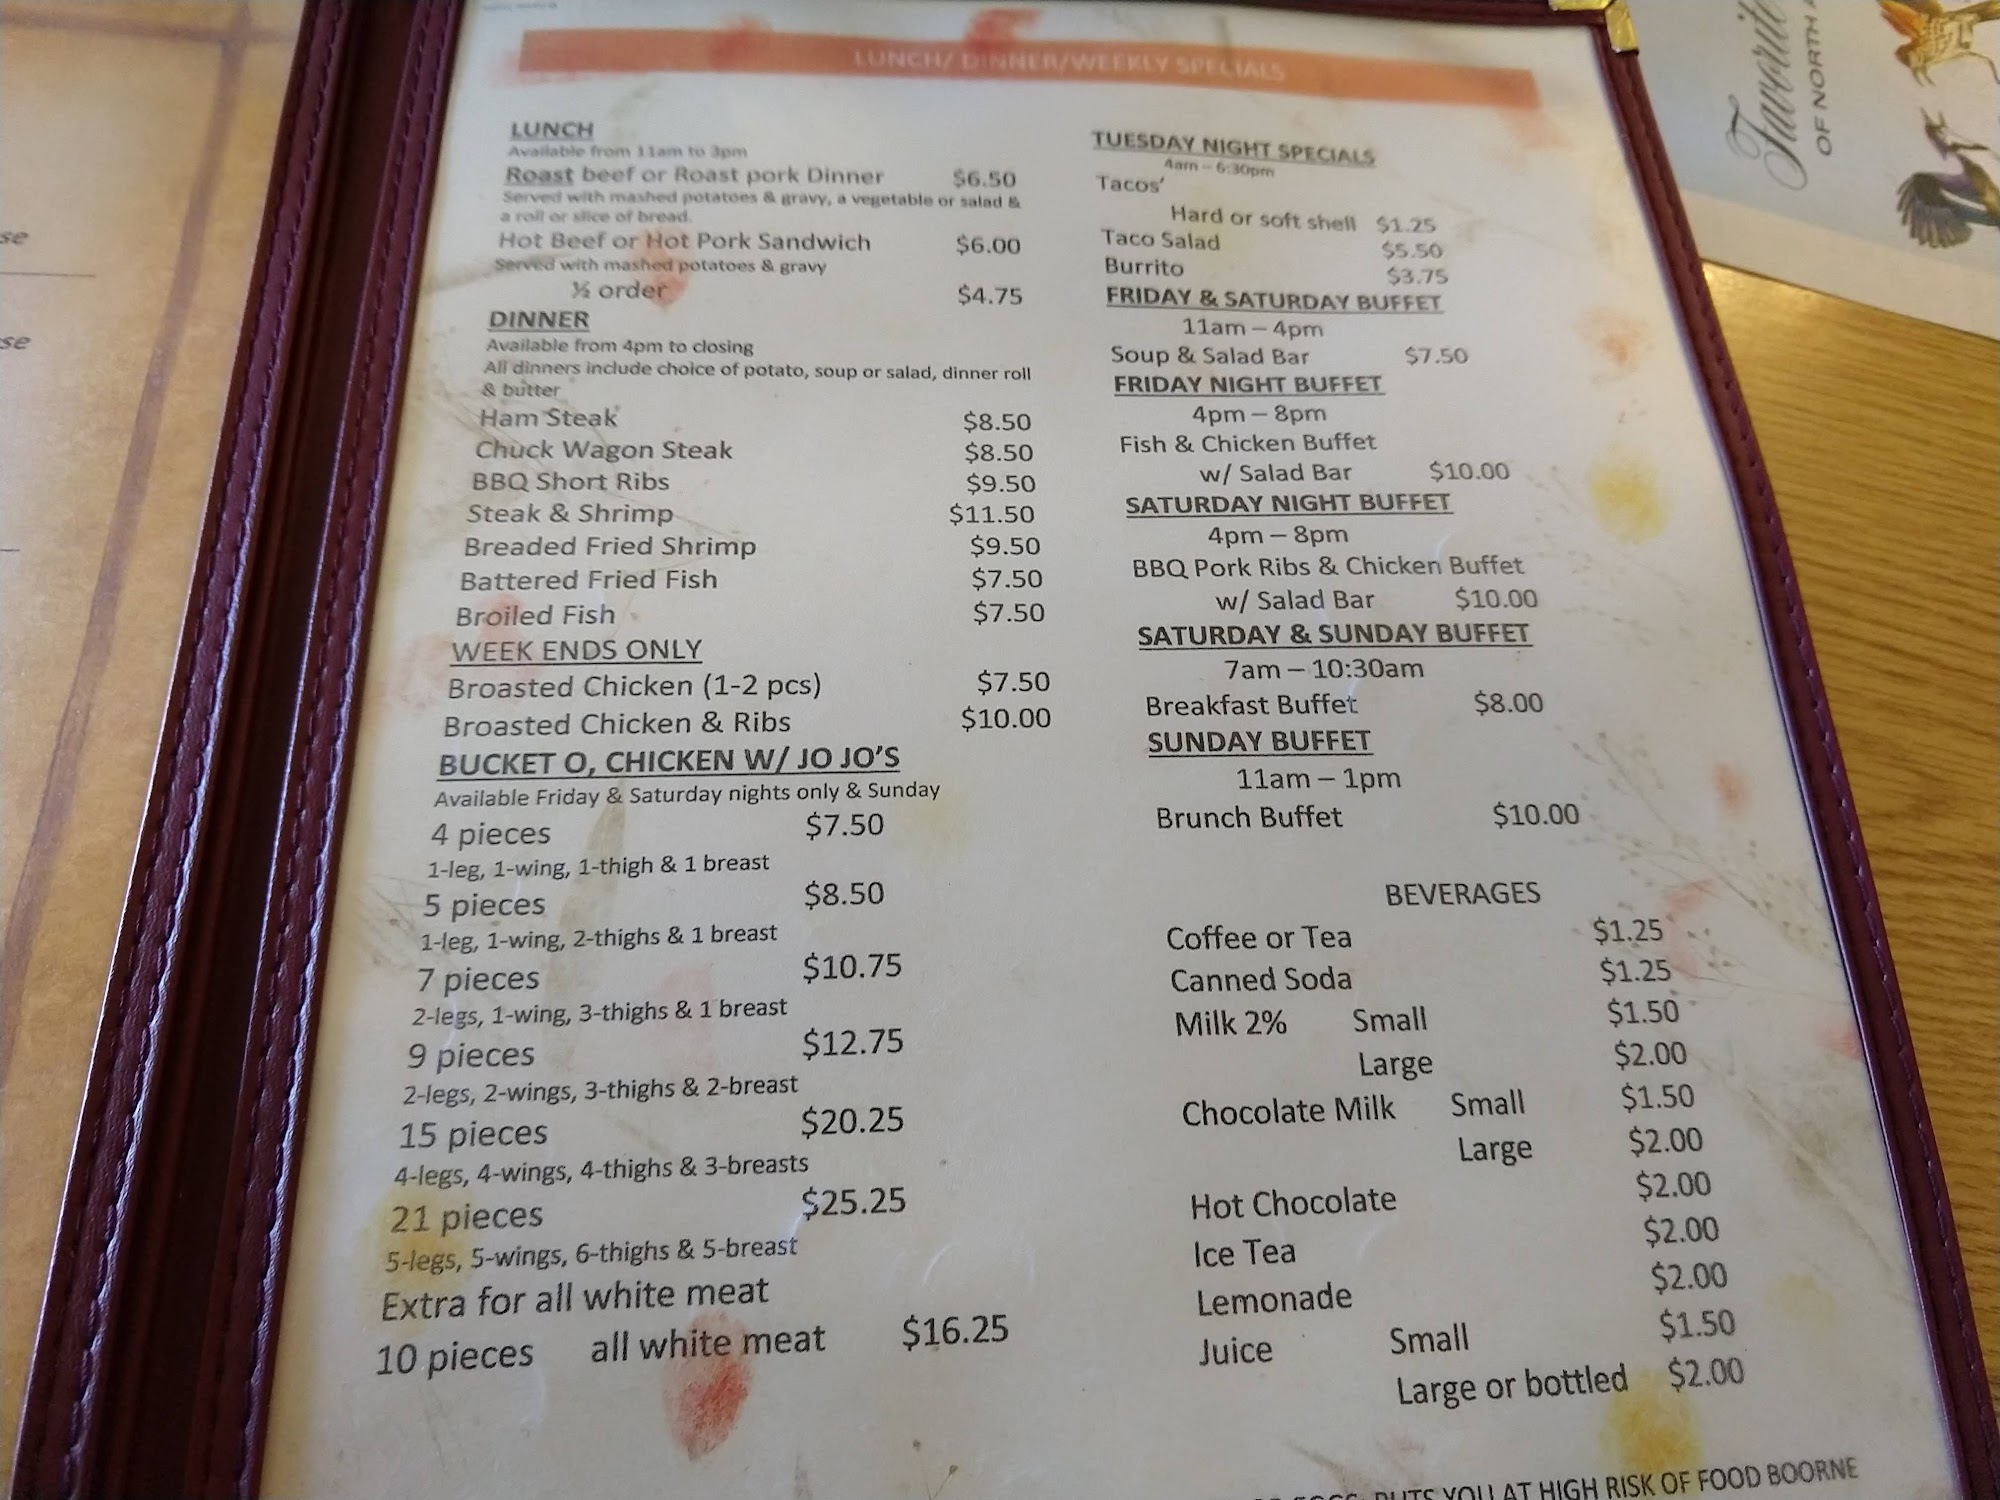 LUNCH/ DINNER/WEEKLY SPECIALS
LUNCH
Available from 11am to 3pm
Roast beef or Roast pork Dinner $6.50
Served with mashed potatoes & gravy, a vegetable or salad &
a roll or slice of bread.
Hot Beef or Hot Pork Sandwich $6.00
Served with mashed potatoes & gravy
½ order $4.75
DINNER
Available from 4pm to closing
All dinners include choice of potato, soup or salad, dinner roll
& butter
Ham Steak $8.50
Chuck Wagon Steak $8.50
BBQ Short Ribs $9.50
Steak & Shrimp $11.50
Breaded Fried Shrimp $9.50
Battered Fried Fish $7.50
Broiled Fish $7.50
WEEK ENDS ONLY
Broasted Chicken (1-2 pcs) $7.50
Broasted Chicken & Ribs $10.00
BUCKET O, CHICKEN W/ JO JO'S
Available Friday & Saturday nights only & Sunday
4 pieces $7.50
1-leg, 1-wing, 1-thigh & 1 breast
5 pieces $8.50
1-leg, 1-wing, 2-thighs & 1 breast
7 pieces $10.75
2-legs, 1-wing, 3-thighs & 1 breast
9 pieces $12.75
2-legs, 2-wings, 3-thighs & 2-breast
15 pieces $20.25
4-legs, 4-wings, 4-thighs & 3-breasts
21 pieces $25.25
5-legs, 5-wings, 6-thighs & 5-breast
Extra for all white meat
10 pieces all white meat $16.25
TUESDAY NIGHT SPECIALS
4am – 6:30pm
Tacos'
Hard or soft shell $1.25
Taco Salad $5.50
Burrito $3.75
FRIDAY & SATURDAY BUFFET
11am – 4pm
Soup & Salad Bar $7.50
FRIDAY NIGHT BUFFET
4pm – 8pm
Fish & Chicken Buffet
w/ Salad Bar $10.00
SATURDAY NIGHT BUFFET
4pm – 8pm
BBQ Pork Ribs & Chicken Buffet
w/ Salad Bar $10.00
SATURDAY & SUNDAY BUFFET
7am – 10:30am
Breakfast Buffet $8.00
SUNDAY BUFFET
11am – 1pm
Brunch Buffet $10.00
BEVERAGES
Coffee or Tea $1.25
Canned Soda $1.25
Milk 2% Small $1.50
Large $2.00
Chocolate Milk Small $1.50
Large $2.00
Hot Chocolate $2.00
Ice Tea $2.00
Lemonade $2.00
Juice Small $1.50
Large or bottled $2.00
PUTS YOU AT HIGH RISK OF FOOD BOORNE
Favorite
OF NORTH
se
se